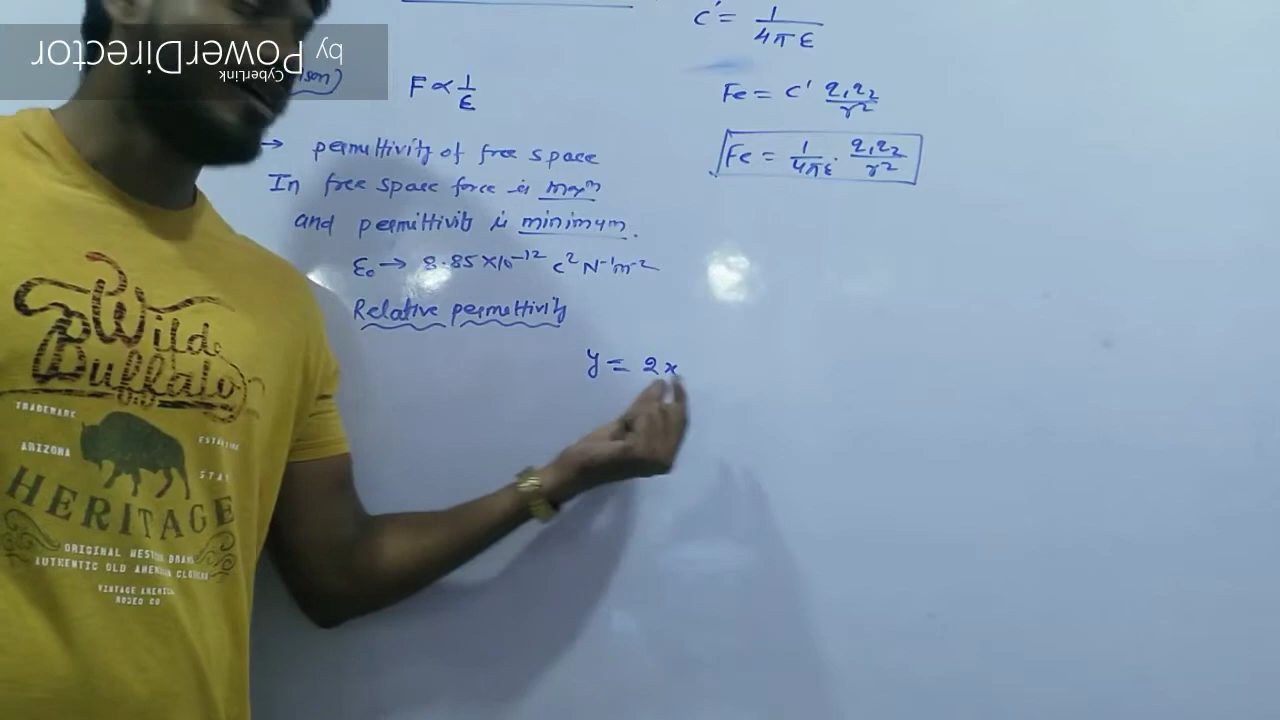 by PowerDirector
CyberLink
F ∝ 1/ε
→ permittivity of free space
In free space force is maxm
and permittivity is minimum.
ε₀ → 8.85 × 10⁻¹² C² N⁻¹ m⁻²
Relative permittivity
y = 2x
C' = 1/4πε
Fe = C' q₁q₂/r²
Fe = 1/4πε . q₁q₂/r²
Wild
Buffalo
TRADEMARK
ARIZONA
HERITAGE
ORIGINAL WESTERN BRAND
AUTHENTIC OLD AMERICAN
VINTAGE AMERICAN
RODEO CO